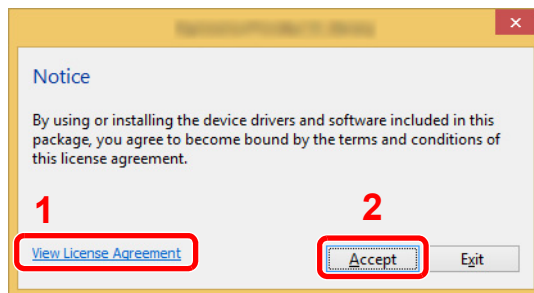 Notice
By using or installing the device drivers and software included in this
package, you agree to become bound by the terms and conditions of
this license agreement.
1
2
View License Agreement
Accept
Exit